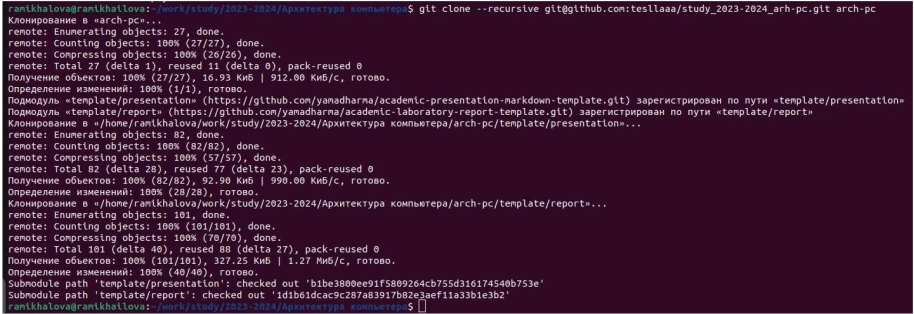 ramikhalova@ramikhailova:~/work/study/2023-2024/Архитектура компьютера$ git clone --recursive git@github.com:tesllaaa/study_2023-2024_arh-pc.git arch-pc
Клонирование в «arch-pc»...
remote: Enumerating objects: 27, done.
remote: Counting objects: 100% (27/27), done.
remote: Compressing objects: 100% (26/26), done.
remote: Total 27 (delta 1), reused 11 (delta 0), pack-reused 0
Получение объектов: 100% (27/27), 16.93 КиБ | 912.00 КиБ/с, готово.
Определение изменений: 100% (1/1), готово.
Подмодуль «template/presentation» (https://github.com/yamadharma/academic-presentation-markdown-template.git) зарегистрирован по пути «template/presentation»
Подмодуль «template/report» (https://github.com/yamadharma/academic-laboratory-report-template.git) зарегистрирован по пути «template/report»
Клонирование в «/home/ramikhalova/work/study/2023-2024/Архитектура компьютера/arch-pc/template/presentation»...
remote: Enumerating objects: 82, done.
remote: Counting objects: 100% (82/82), done.
remote: Compressing objects: 100% (57/57), done.
remote: Total 82 (delta 28), reused 77 (delta 23), pack-reused 0
Получение объектов: 100% (82/82), 92.90 КиБ | 990.00 КиБ/с, готово.
Определение изменений: 100% (28/28), готово.
Клонирование в «/home/ramikhalova/work/study/2023-2024/Архитектура компьютера/arch-pc/template/report»...
remote: Enumerating objects: 101, done.
remote: Counting objects: 100% (101/101), done.
remote: Compressing objects: 100% (70/70), done.
remote: Total 101 (delta 40), reused 88 (delta 27), pack-reused 0
Получение объектов: 100% (101/101), 327.25 КиБ | 1.27 МиБ/с, готово.
Определение изменений: 100% (40/40), готово.
Submodule path 'template/presentation': checked out 'b1be3800ee91f5809264cb755d316174540b753e'
Submodule path 'template/report': checked out '1d1b61dcac9c287a83917b82e3aef11a33b1e3b2'
ramikhalova@ramikhailova:~/work/study/2023-2024/Архитектура компьютера$